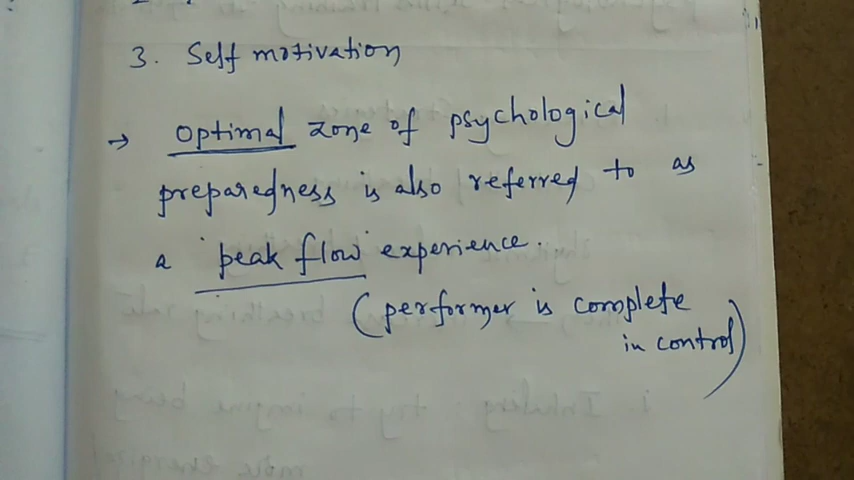 3. Self motivation
→ Optimal zone of psychological
preparedness is also referred to as
a 'peak flow' experience.
(performer is complete
in control)